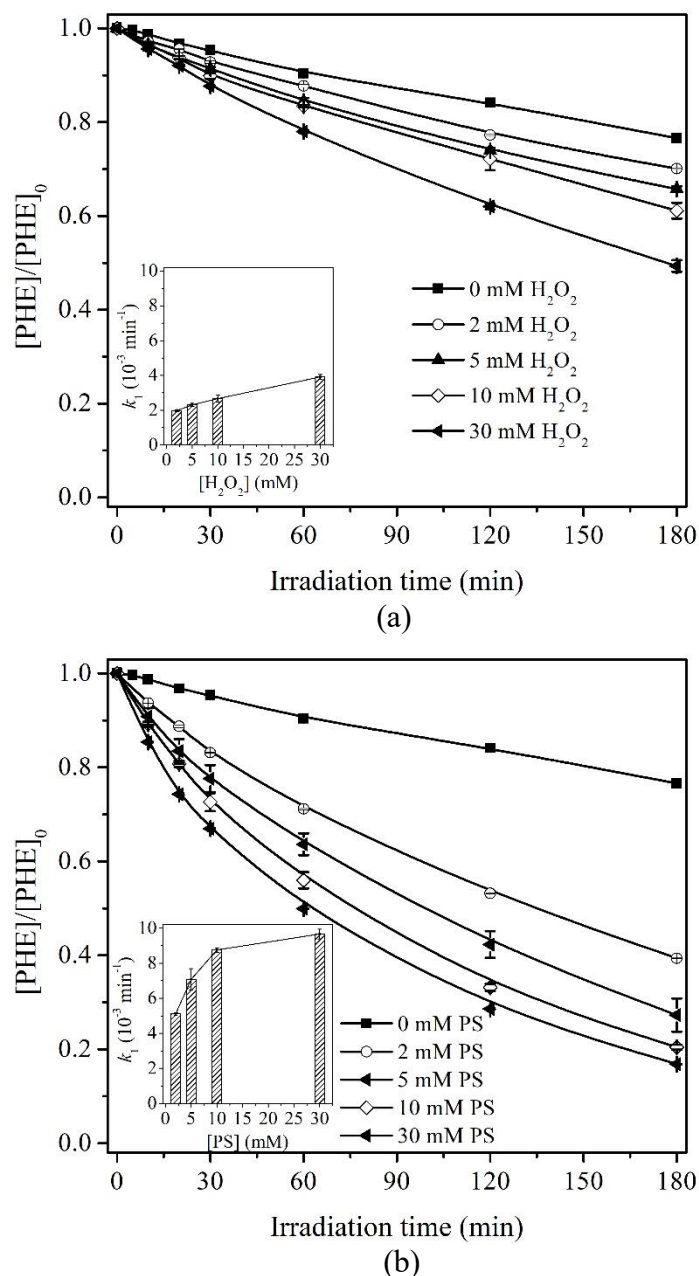 1.0
0.8
0.6
0.4
0.2
0.0
[PHE]/[PHE]₀
10
8
6
4
2
0
k₁ (10⁻³ min⁻¹)
0 5 10 15 20 25 30
[H₂O₂] (mM)
0 mM H₂O₂
2 mM H₂O₂
5 mM H₂O₂
10 mM H₂O₂
30 mM H₂O₂
0 30 60 90 120 150 180
Irradiation time (min)
(a)
1.0
0.8
0.6
0.4
0.2
0.0
[PHE]/[PHE]₀
10
8
6
4
2
0
k₁ (10⁻³ min⁻¹)
0 5 10 15 20 25 30
[PS] (mM)
0 mM PS
2 mM PS
5 mM PS
10 mM PS
30 mM PS
0 30 60 90 120 150 180
Irradiation time (min)
(b)